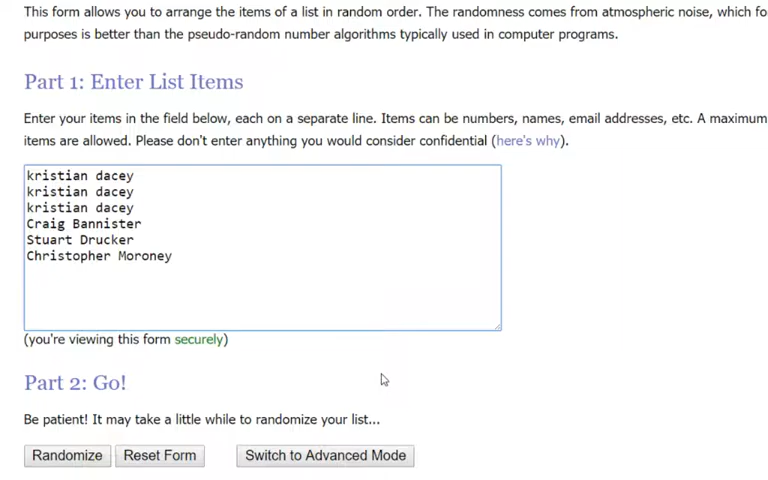 This form allows you to arrange the items of a list in random order. The randomness comes from atmospheric noise, which fo
purposes is better than the pseudo-random number algorithms typically used in computer programs.
Part 1: Enter List Items
Enter your items in the field below, each on a separate line. Items can be numbers, names, email addresses, etc. A maximum
items are allowed. Please don't enter anything you would consider confidential (here's why).
kristian dacey
kristian dacey
kristian dacey
Craig Bannister
Stuart Drucker
Christopher Moroney
(you're viewing this form securely)
Part 2: Go!
Be patient! It may take a little while to randomize your list...
Randomize Reset Form Switch to Advanced Mode